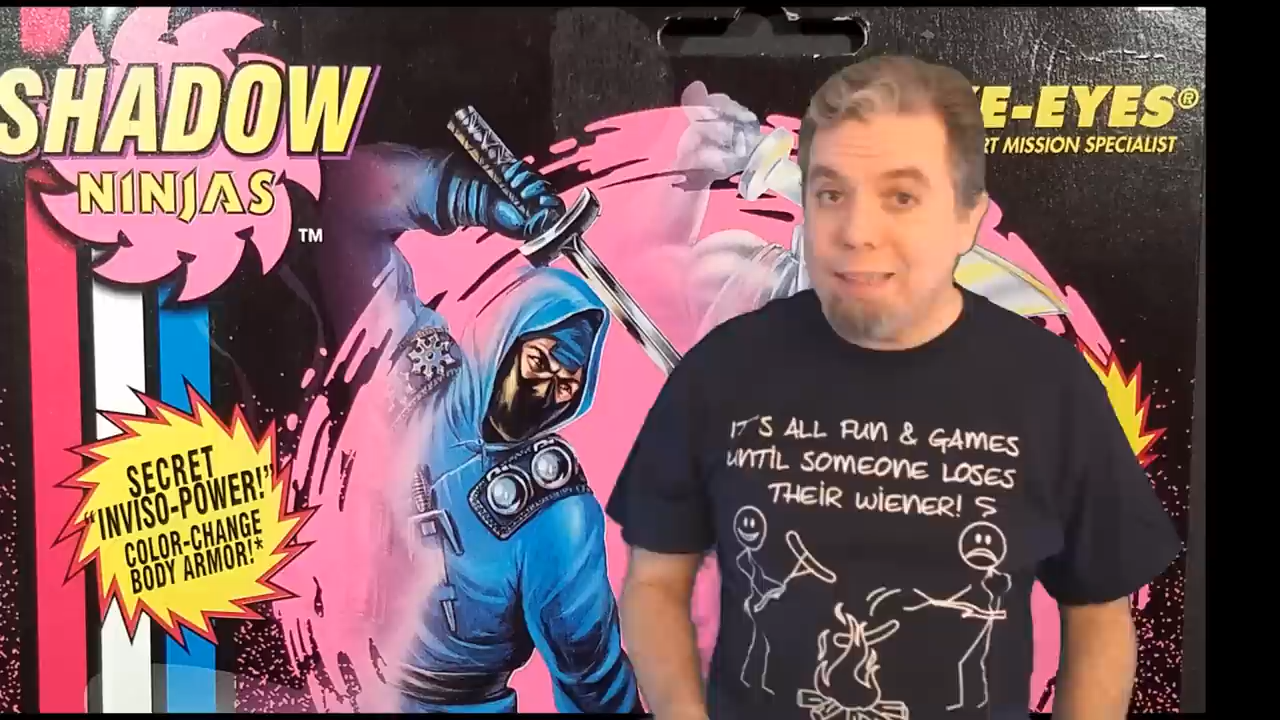 SHADOW
NINJAS
TM
E-EYES®
RT MISSION SPECIALIST
SECRET
"INVISO-POWER!"
COLOR-CHANGE
BODY ARMOR!*
IT'S ALL FUN & GAMES
UNTIL SOMEONE LOSES
THEIR WIENER!